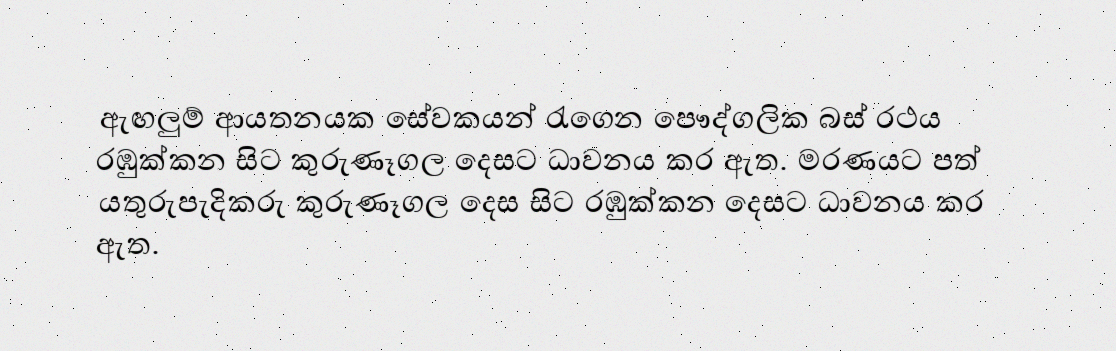 ඇඟලුම් ආයතනයක සේවකයන් රැගෙන පෞද්ගලික බස් රථය
රඹුක්කන සිට කුරුණෑගල දෙසට ධාවනය කර ඇත. මරණයට පත්
යතුරුපැදිකරු කුරුණෑගල දෙස සිට රඹුක්කන දෙසට ධාවනය කර
ඇත.